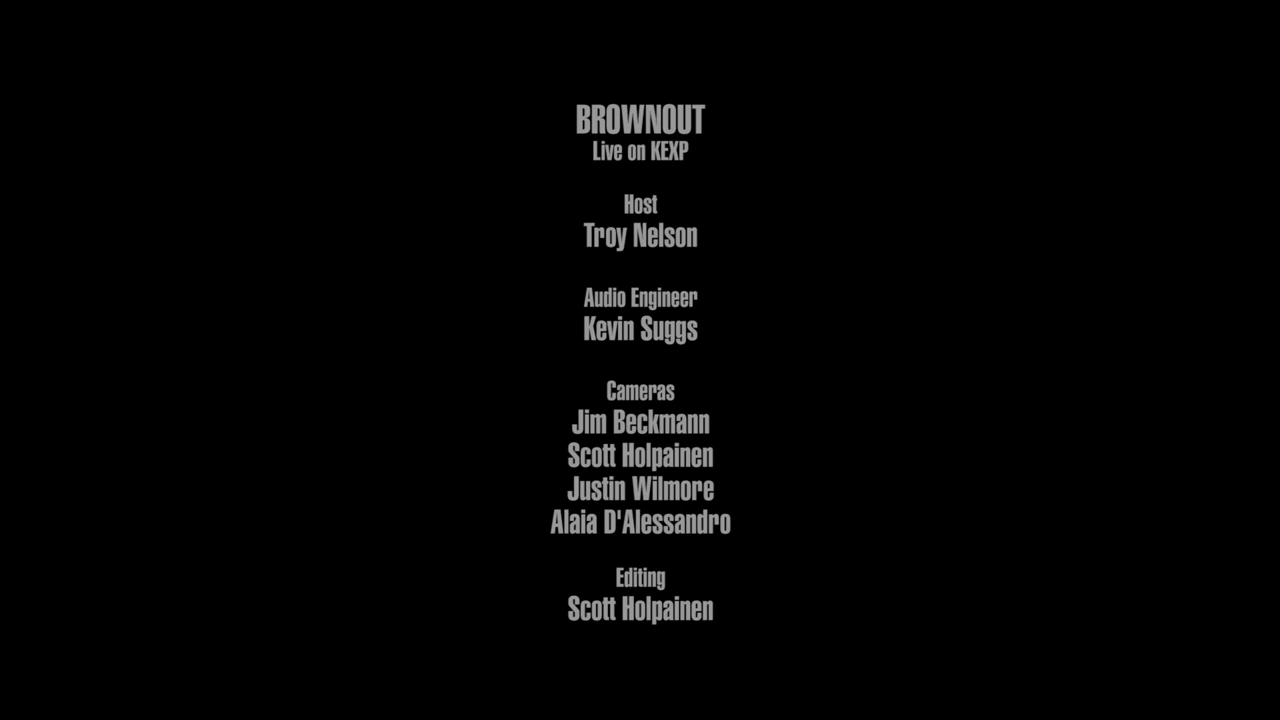 BROWNOUT
Live on KEXP
Host
Troy Nelson
Audio Engineer
Kevin Suggs
Cameras
Jim Beckmann
Scott Holpainen
Justin Wilmore
Alaia D'Alessandro
Editing
Scott Holpainen